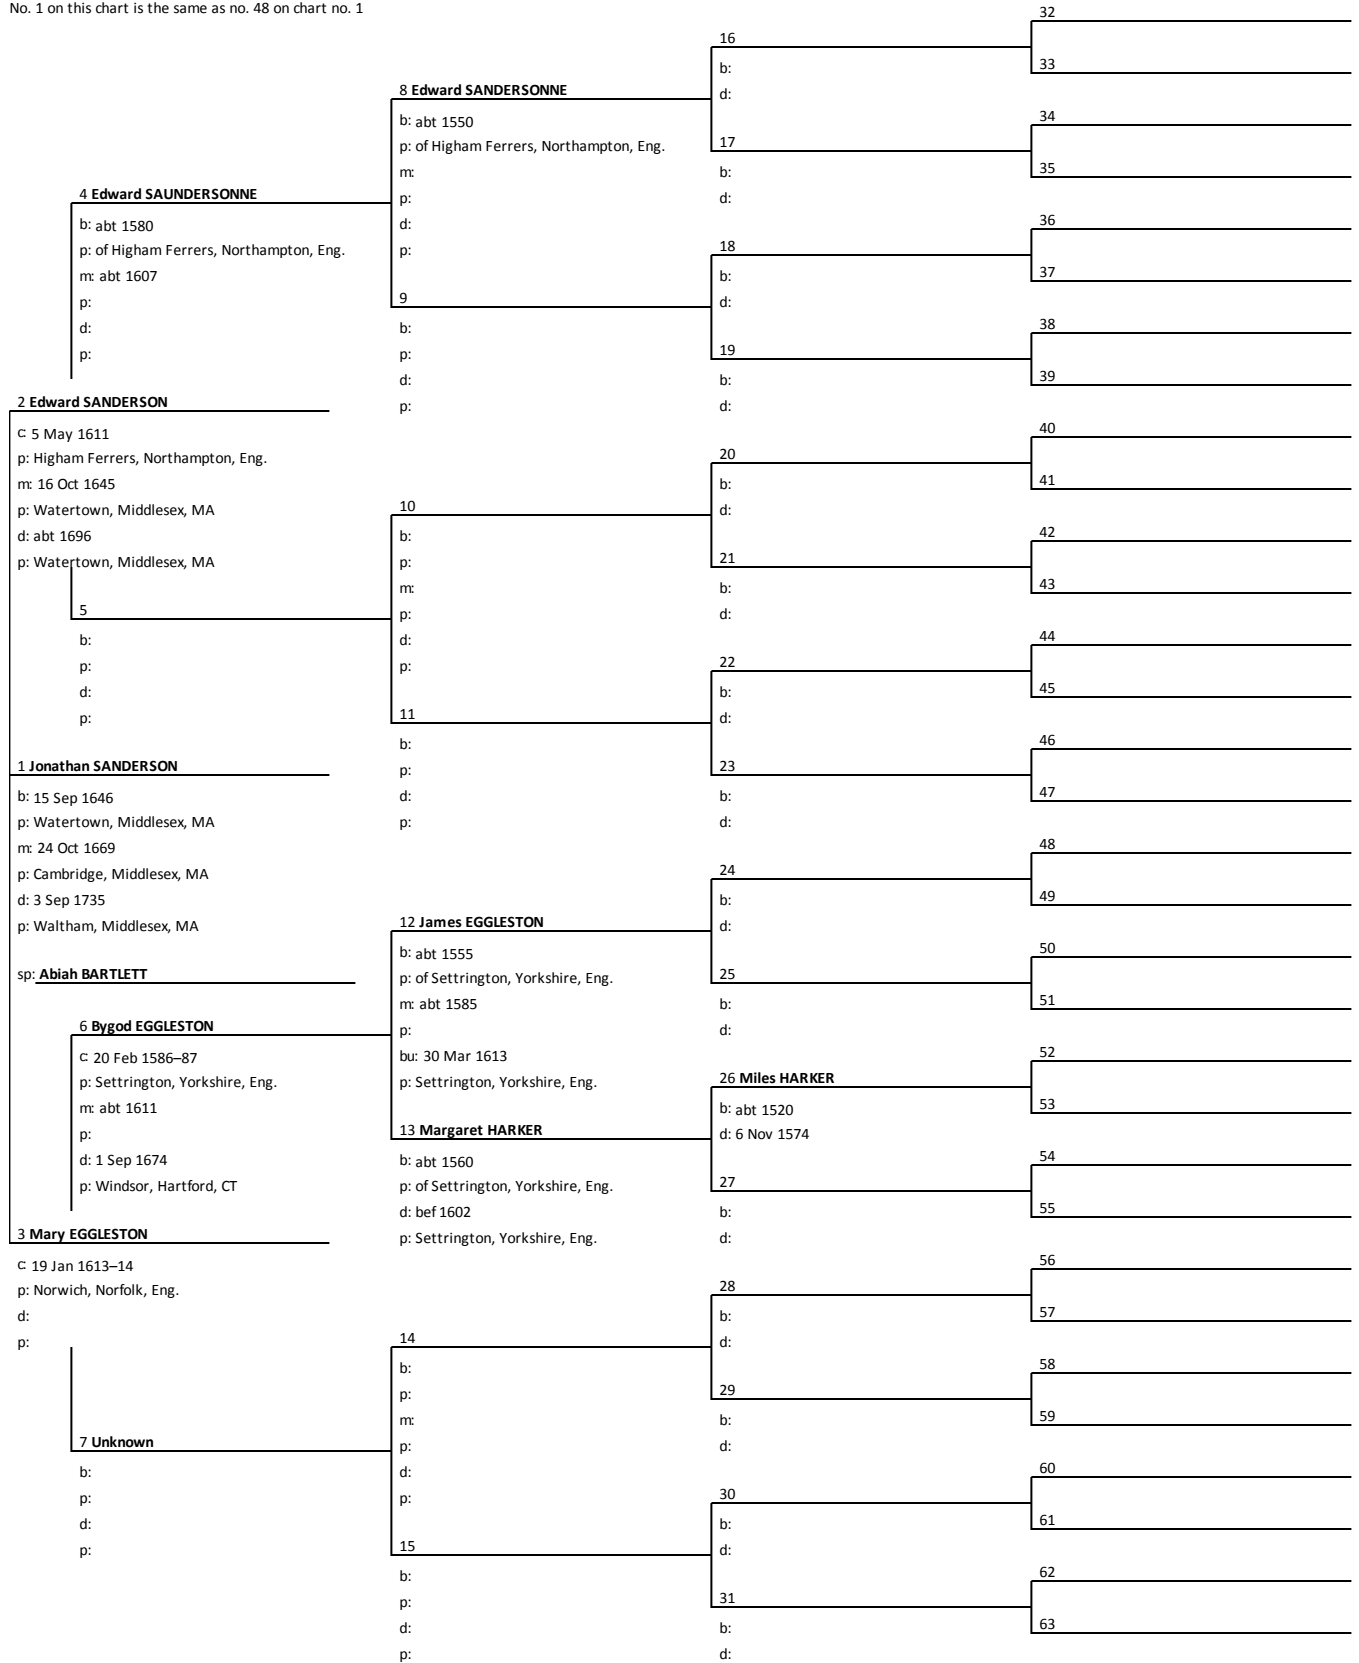 No. 1 on this chart is the same as no. 48 on chart no. 1
2 Edward SANDERSON
c: 5 May 1611
p: Higham Ferrers, Northampton, Eng.
m: 16 Oct 1645
p: Watertown, Middlesex, MA
d: abt 1696
p: Watertown, Middlesex, MA
1 Jonathan SANDERSON
b: 15 Sep 1646
p: Watertown, Middlesex, MA
m: 24 Oct 1669
p: Cambridge, Middlesex, MA
d: 3 Sep 1735
p: Waltham, Middlesex, MA
sp: Abiah BARTLETT
3 Mary EGGLESTON
c: 19 Jan 1613–14
p: Norwich, Norfolk, Eng.
d:
p:
4 Edward SAUNDERSONNE
b: abt 1580
p: of Higham Ferrers, Northampton, Eng.
m: abt 1607
p:
d:
p:
5
b:
p:
d:
p:
6 Bygod EGGLESTON
c: 20 Feb 1586–87
p: Settrington, Yorkshire, Eng.
m: abt 1611
p:
d: 1 Sep 1674
p: Windsor, Hartford, CT
7 Unknown
b:
p:
d:
p:
8 Edward SANDERSONNE
b: abt 1550
p: of Higham Ferrers, Northampton, Eng.
m:
p:
d:
p:
9
b:
p:
d:
p:
10
b:
p:
m:
p:
d:
p:
11
b:
p:
d:
p:
12 James EGGLESTON
b: abt 1555
p: of Settrington, Yorkshire, Eng.
m: abt 1585
p:
bu: 30 Mar 1613
p: Settrington, Yorkshire, Eng.
13 Margaret HARKER
b: abt 1560
p: of Settrington, Yorkshire, Eng.
d: bef 1602
p: Settrington, Yorkshire, Eng.
14
b:
p:
m:
p:
d:
p:
15
b:
p:
d:
p:
16
b:
d:
17
b:
d:
18
b:
d:
19
b:
d:
20
b:
d:
21
b:
d:
22
b:
d:
23
b:
d:
24
b:
d:
25
b:
d:
26 Miles HARKER
b: abt 1520
d: 6 Nov 1574
27
b:
d:
28
b:
d:
29
b:
d:
30
b:
d:
31
b:
d:
32
33
34
35
36
37
38
39
40
41
42
43
44
45
46
47
48
49
50
51
52
53
54
55
56
57
58
59
60
61
62
63